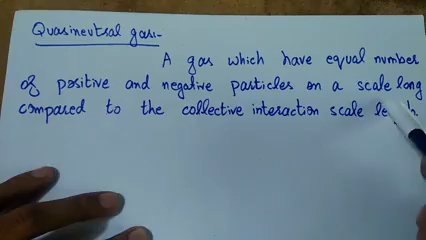 Quasineutral gas:-
A gas which have equal number
of positive and negative particles on a scale long
compared to the collective interaction scale